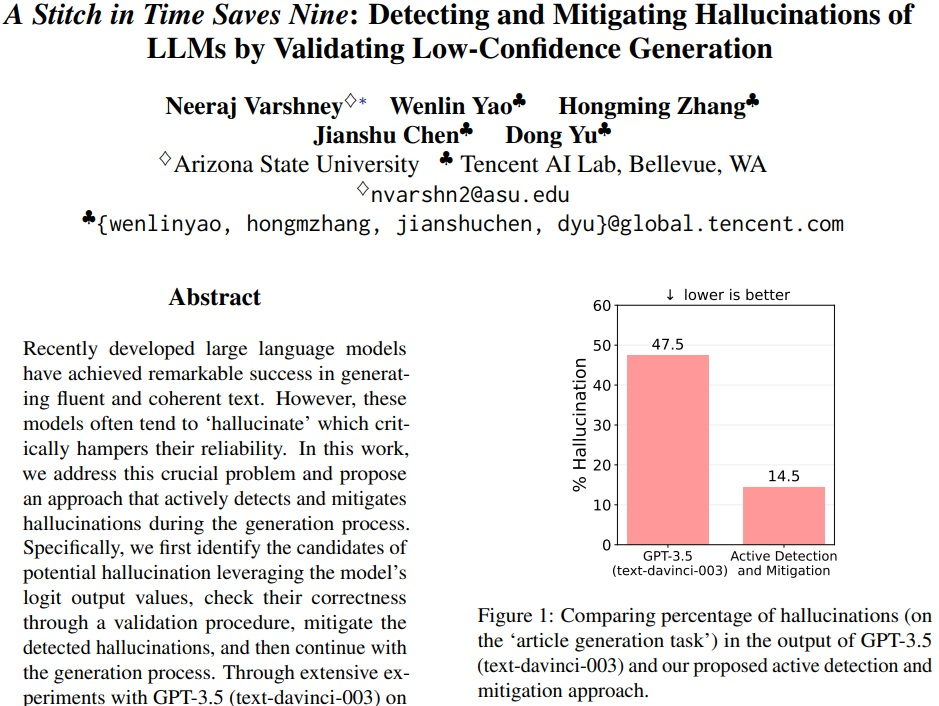 A Stitch in Time Saves Nine: Detecting and Mitigating Hallucinations of
LLMs by Validating Low-Confidence Generation
Neeraj Varshney♢* Wenlin Yao♣ Hongming Zhang♣
Jianshu Chen♣ Dong Yu♣
♢Arizona State University ♣ Tencent AI Lab, Bellevue, WA
♢nvarshn2@asu.edu
♣{wenlinyao, hongmzhang, jianshuchen, dyu}@global.tencent.com
Abstract
Recently developed large language models
have achieved remarkable success in generat-
ing fluent and coherent text. However, these
models often tend to ‘hallucinate’ which crit-
ically hampers their reliability. In this work,
we address this crucial problem and propose
an approach that actively detects and mitigates
hallucinations during the generation process.
Specifically, we first identify the candidates of
potential hallucination leveraging the model’s
logit output values, check their correctness
through a validation procedure, mitigate the
detected hallucinations, and then continue with
the generation process. Through extensive ex-
periments with GPT-3.5 (text-davinci-003) on
↓ lower is better
% Hallucination
60
50
40
30
20
10
0
47.5
14.5
GPT-3.5
(text-davinci-003)
Active Detection
and Mitigation
Figure 1: Comparing percentage of hallucinations (on
the ‘article generation task’) in the output of GPT-3.5
(text-davinci-003) and our proposed active detection and
mitigation approach.